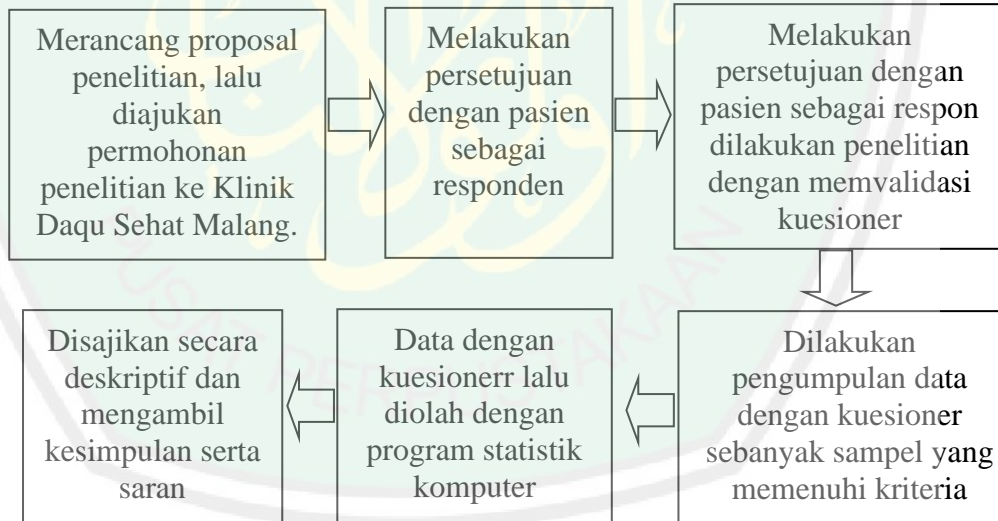 Merancang proposal
penelitian, lalu
diajukan
permohonan
penelitian ke Klinik
Daqu Sehat Malang.
Melakukan
persetujuan
dengan pasien
sebagai
responden
Melakukan
persetujuan dengan
pasien sebagai respon
dilakukan penelitian
dengan memvalidasi
kuesioner
Dilakukan
pengumpulan data
dengan kuesioner
sebanyak sampel yang
memenuhi kriteria
Data dengan
kuesionerr lalu
diolah dengan
program statistik
komputer
Disajikan secara
deskriptif dan
mengambil
kesimpulan serta
saran
PUSAT PERPUSTAKAAN